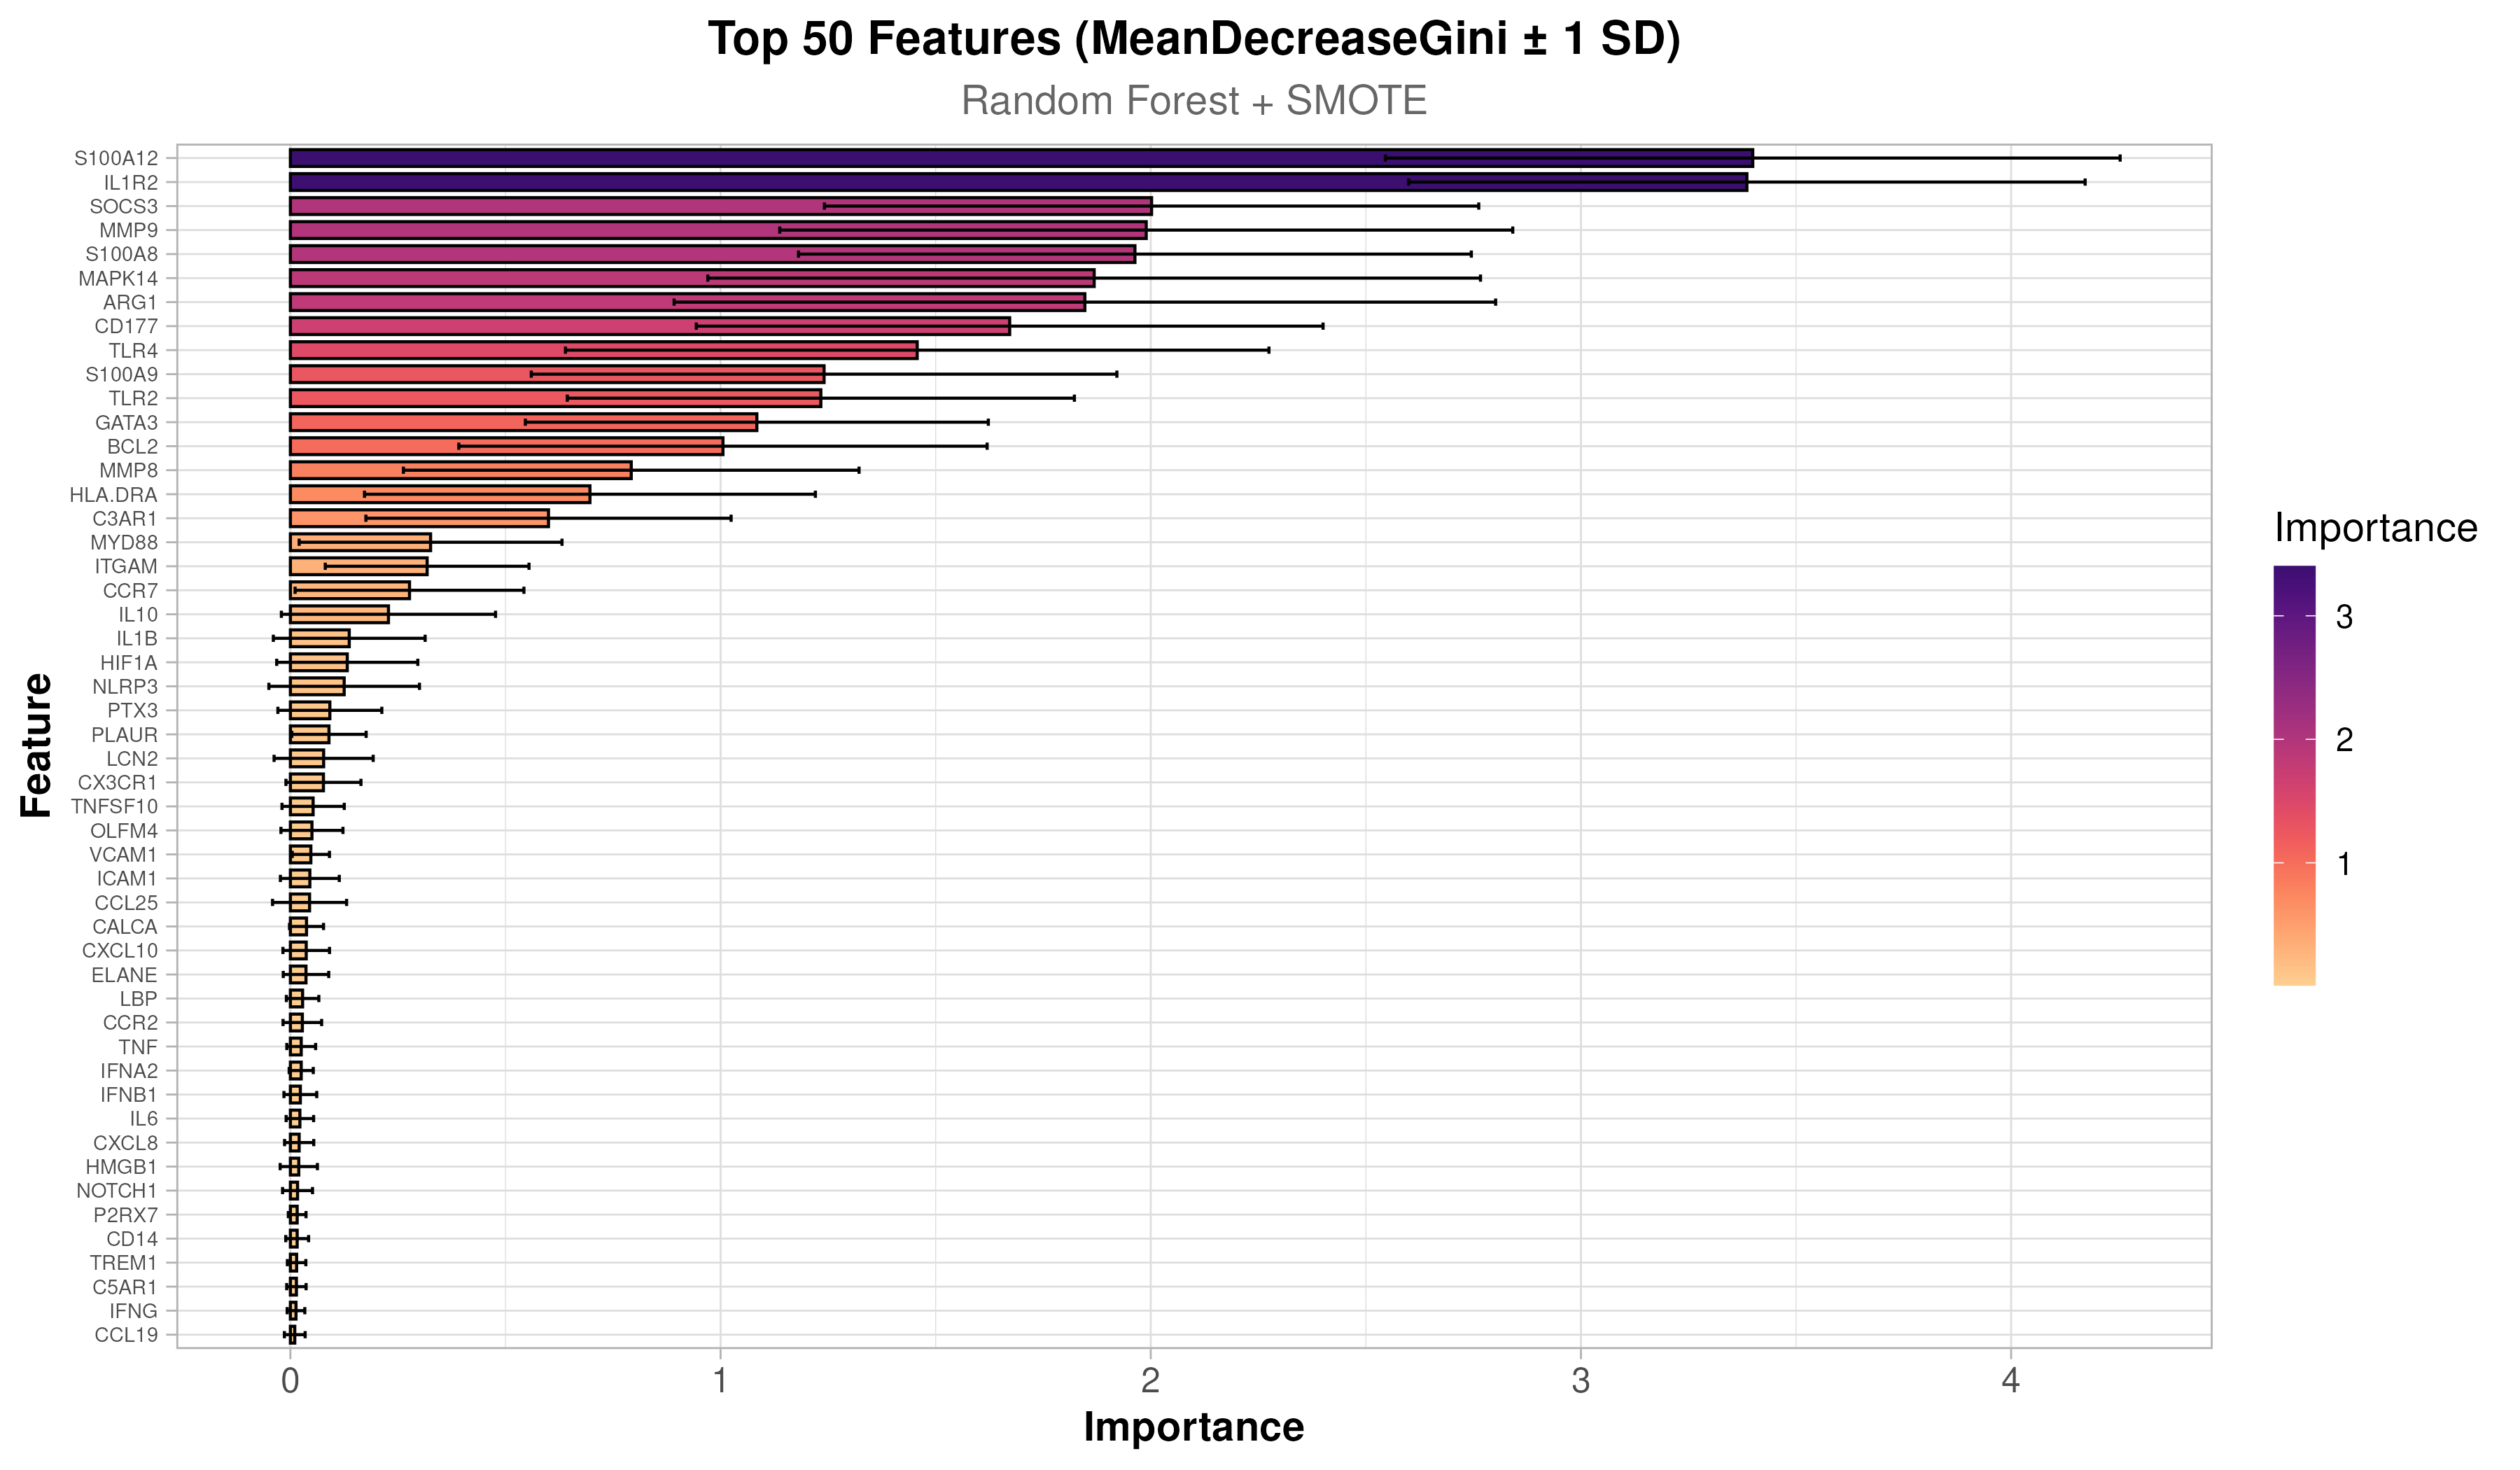 Top 50 Features (MeanDecreaseGini ± 1 SD)
Random Forest + SMOTE
Feature
S100A12
IL1R2
SOCS3
MMP9
S100A8
MAPK14
ARG1
CD177
TLR4
S100A9
TLR2
GATA3
BCL2
MMP8
HLA.DRA
C3AR1
MYD88
ITGAM
CCR7
IL10
IL1B
HIF1A
NLRP3
PTX3
PLAUR
LCN2
CX3CR1
TNFSF10
OLFM4
VCAM1
ICAM1
CCL25
CALCA
CXCL10
ELANE
LBP
CCR2
TNF
IFNA2
IFNB1
IL6
CXCL8
HMGB1
NOTCH1
P2RX7
CD14
TREM1
C5AR1
IFNG
CCL19
0 1 2 3 4
Importance
Importance
3
2
1